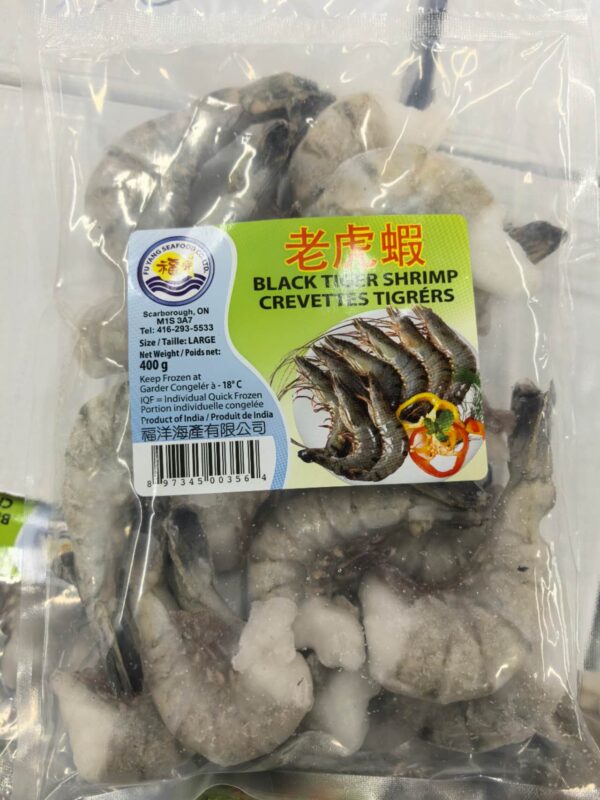 老虎蝦
BLACK TIGER SHRIMP
CREVETTES TIGRÉRS
FU YANG SEAFOOD CO. LTD.
福洋
Scarborough, ON
M1S 3A7
Tel: 416-293-5533
Size / Taille: LARGE
Net Weight / Poids net:
400 g
Keep Frozen at
Garder Congelér à - 18° C
IQF = Individual Quick Frozen
Portion individuelle congelée
Product of India / Produit de India
福洋海產有限公司
8 97345 00356 4